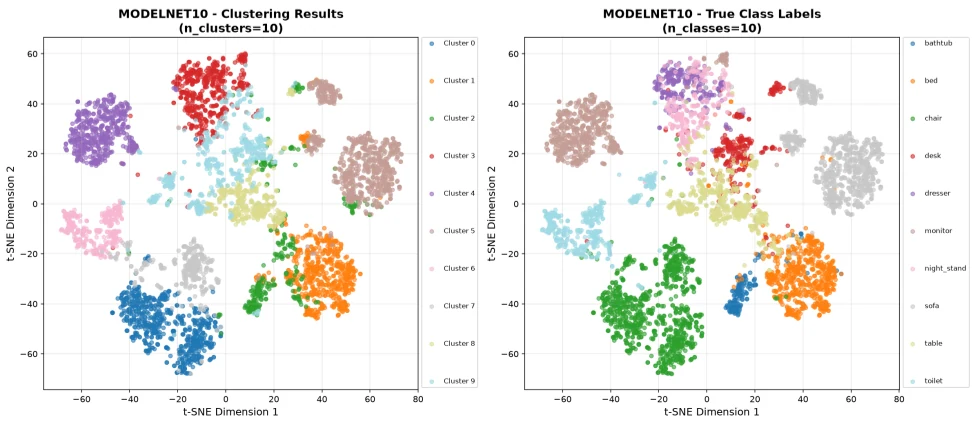 MODELNET10 - Clustering Results
(n_clusters=10)
t-SNE Dimension 2
60
40
20
0
−20
−40
−60
−60
−40
−20
0
20
40
60
80
t-SNE Dimension 1
Cluster 0
Cluster 1
Cluster 2
Cluster 3
Cluster 4
Cluster 5
Cluster 6
Cluster 7
Cluster 8
Cluster 9
MODELNET10 - True Class Labels
(n_classes=10)
t-SNE Dimension 2
60
40
20
0
−20
−40
−60
−60
−40
−20
0
20
40
60
80
t-SNE Dimension 1
bathtub
bed
chair
desk
dresser
monitor
night_stand
sofa
table
toilet